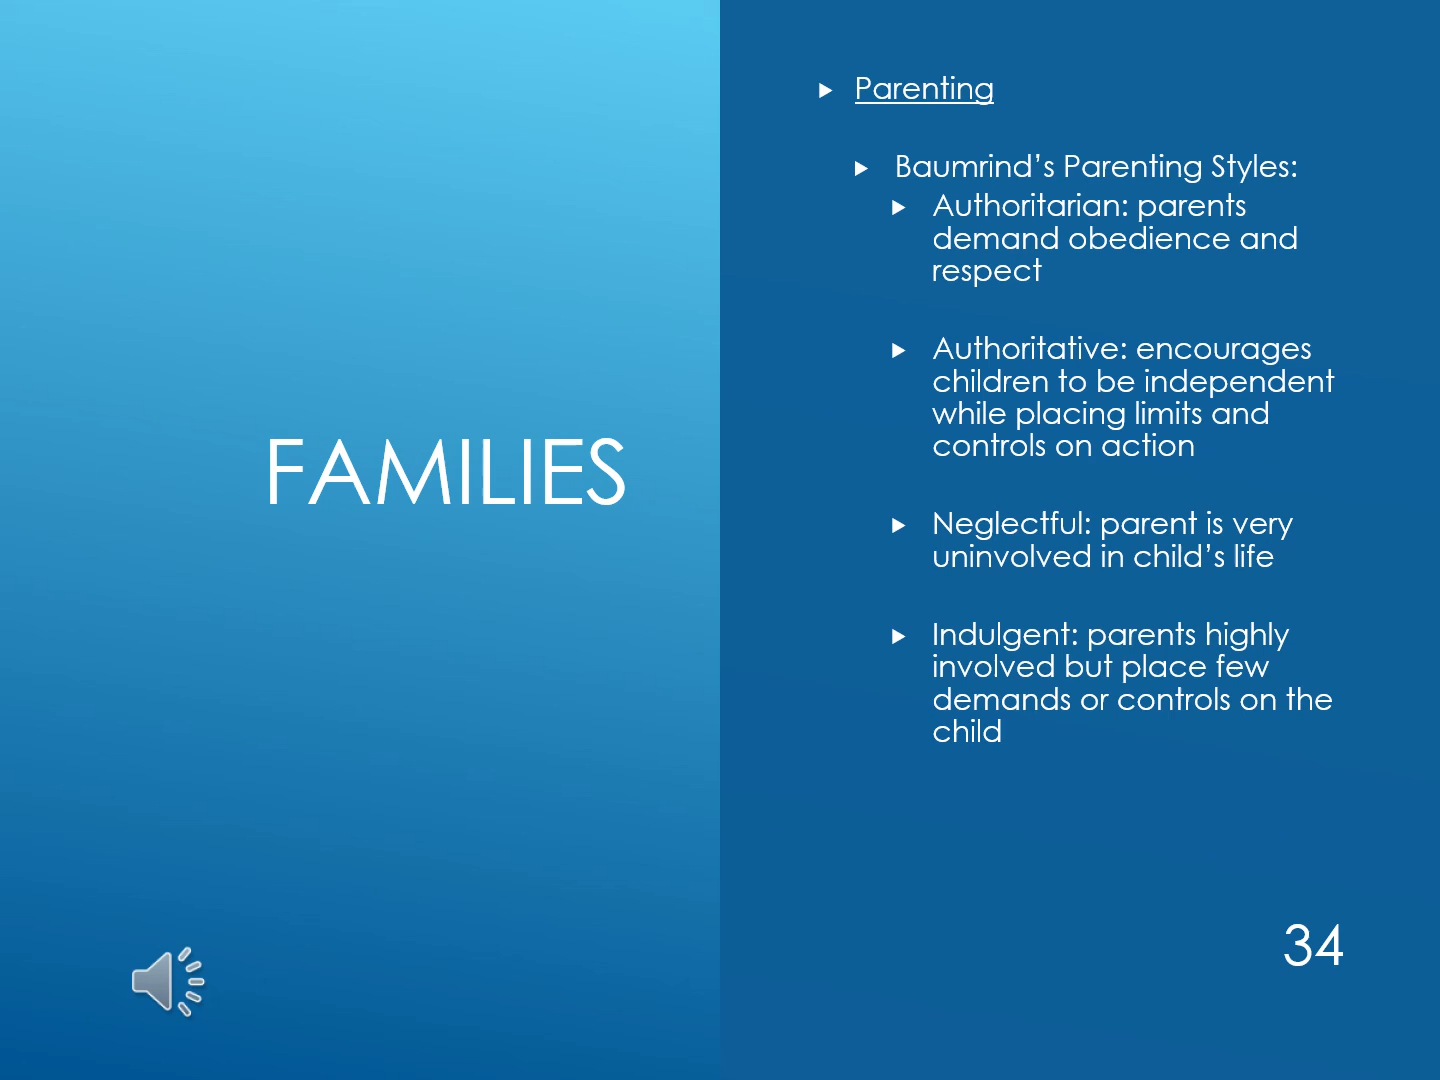 FAMILIES
Parenting
Baumrind’s Parenting Styles:
Authoritarian: parents
demand obedience and
respect
Authoritative: encourages
children to be independent
while placing limits and
controls on action
Neglectful: parent is very
uninvolved in child’s life
Indulgent: parents highly
involved but place few
demands or controls on the
child
34